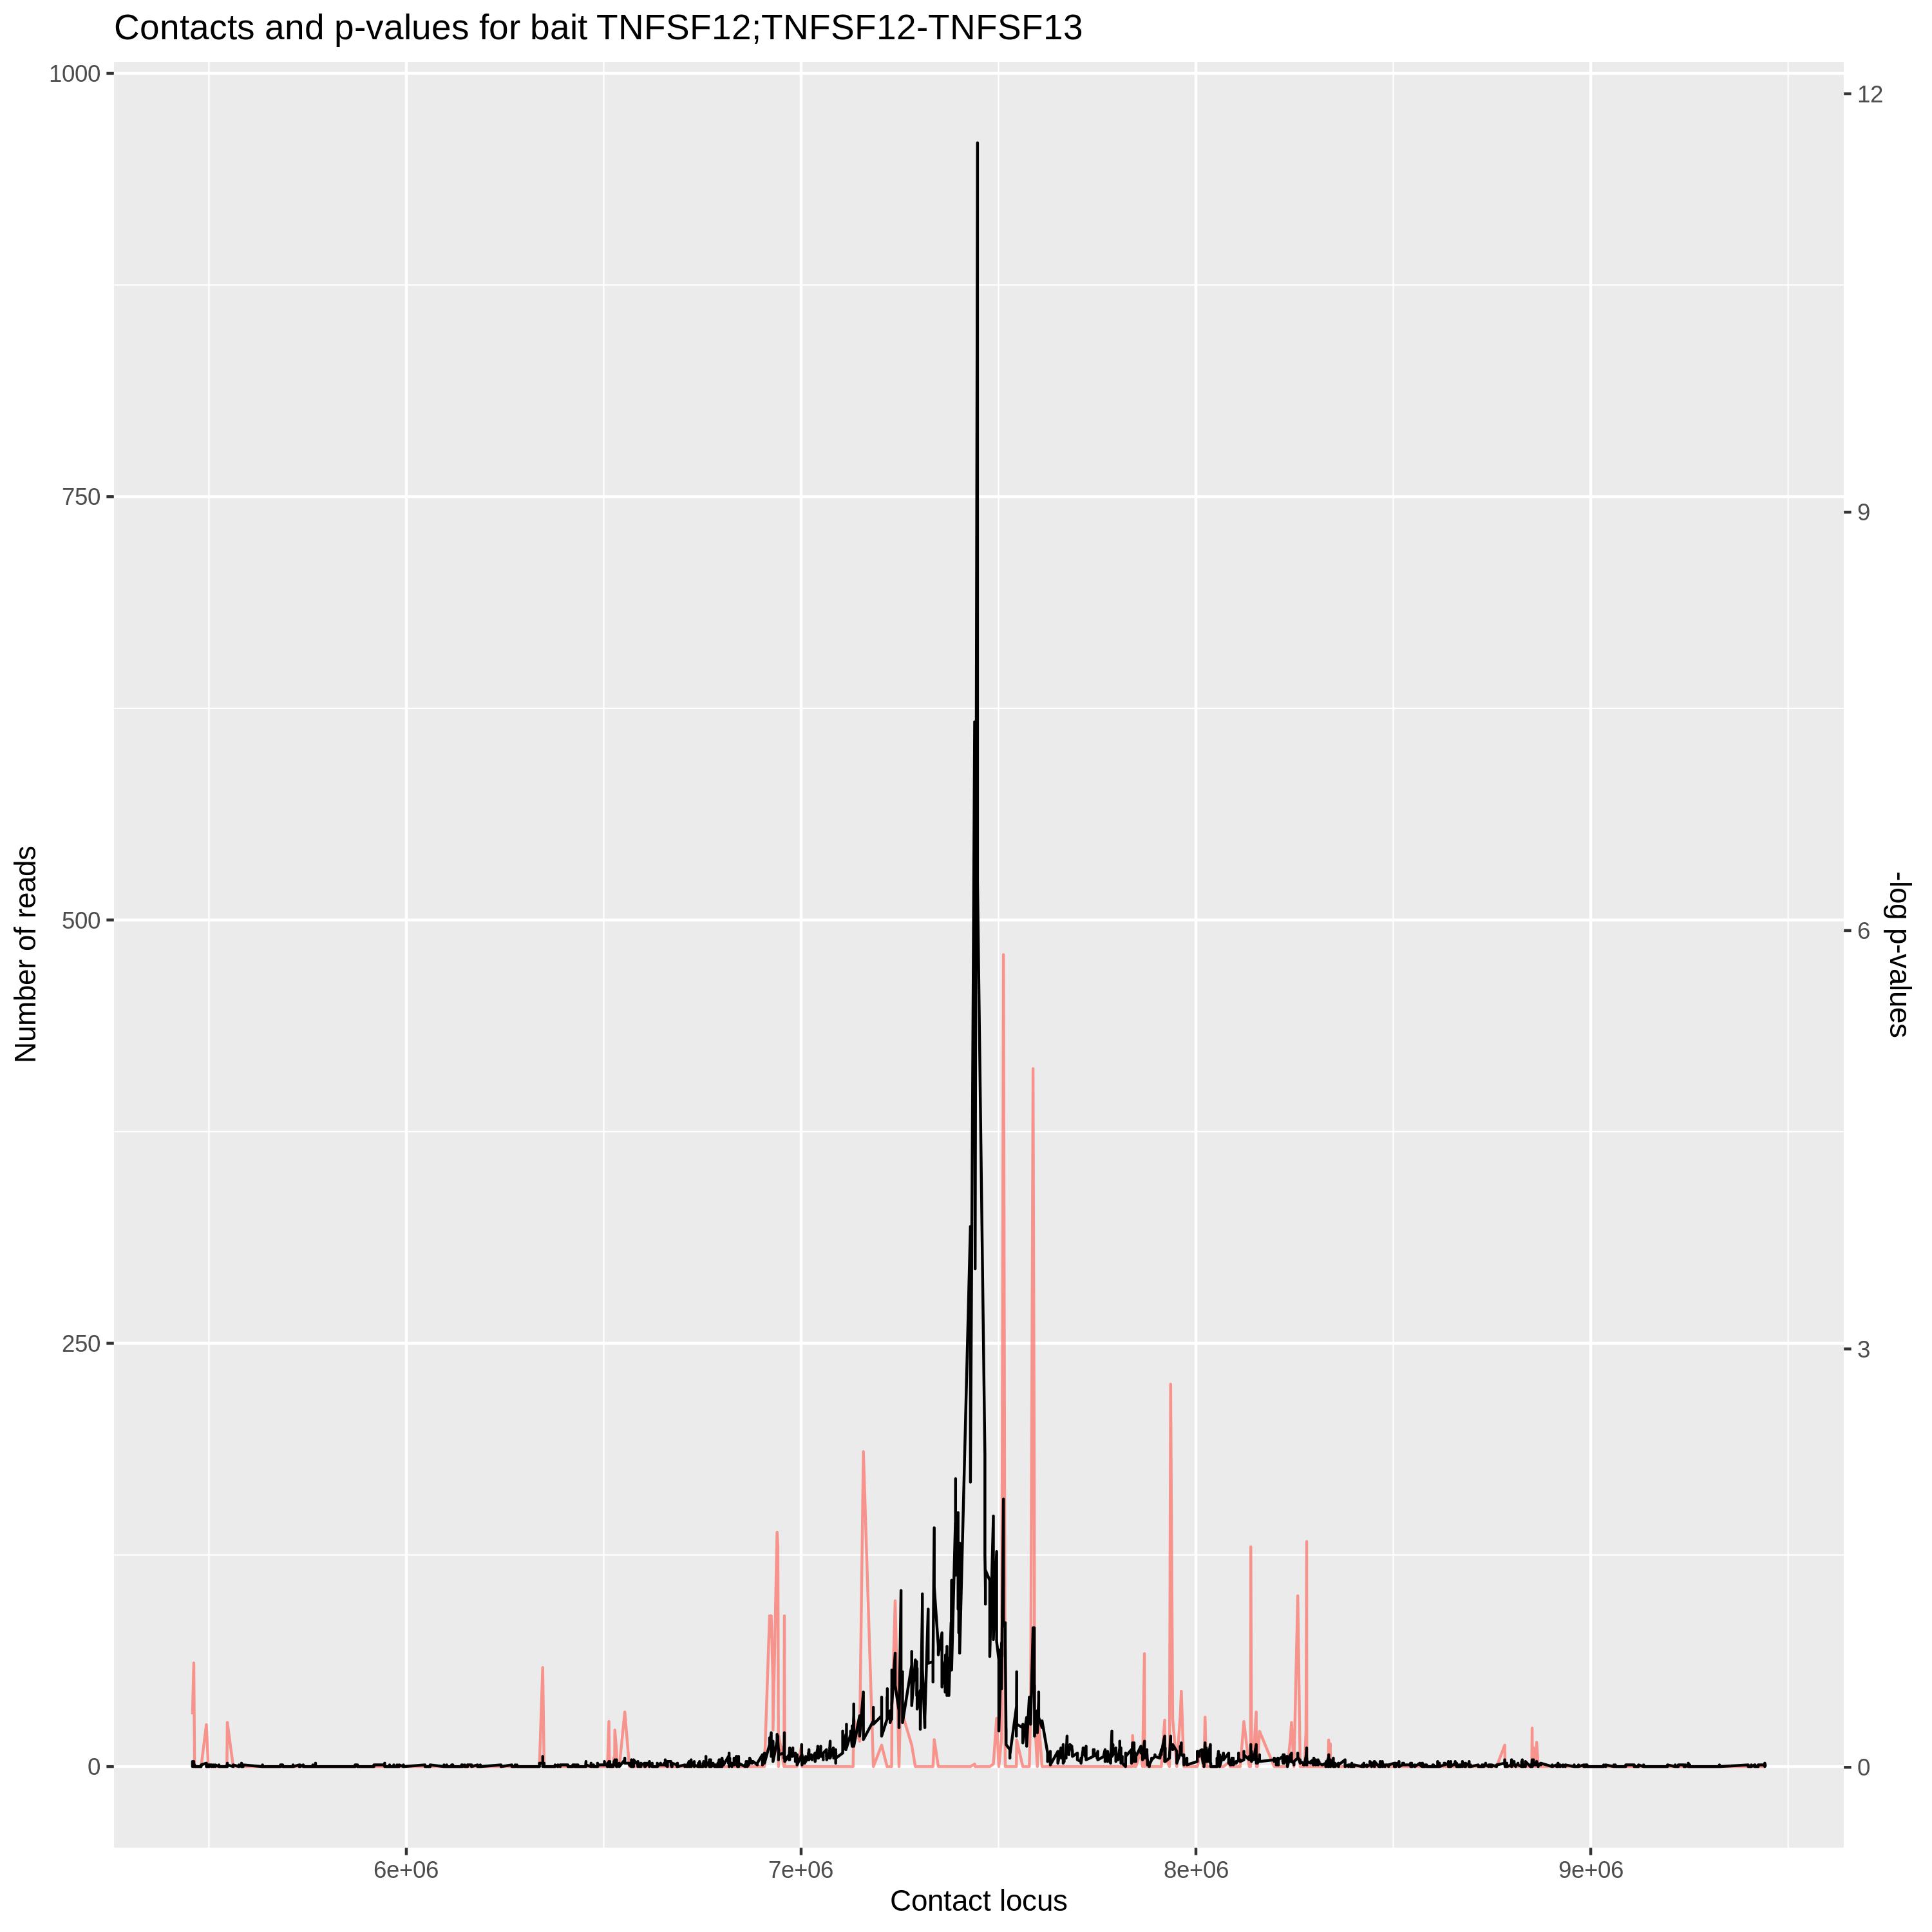 Contacts and p-values for bait TNFSF12;TNFSF12-TNFSF13
1000
750
500
250
0
Number of reads
12
9
6
3
0
-log p-values
6e+06
7e+06
8e+06
9e+06
Contact locus